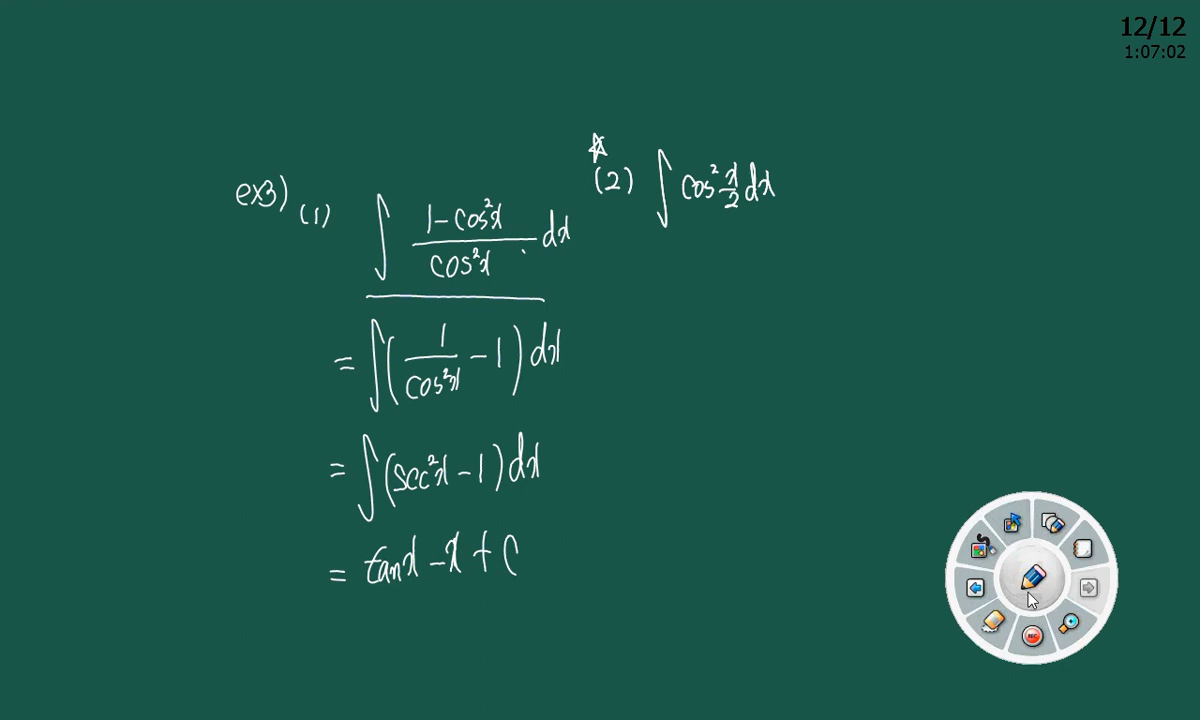 12/12
1:07:02
ex3) (1) ∫ (1-cos²x)/(cos²x) dx
= ∫ (1/cos²x - 1) dx
= ∫ (sec²x - 1) dx
= tanx - x + C
☆
(2) ∫ cos² x/2 dx
REC